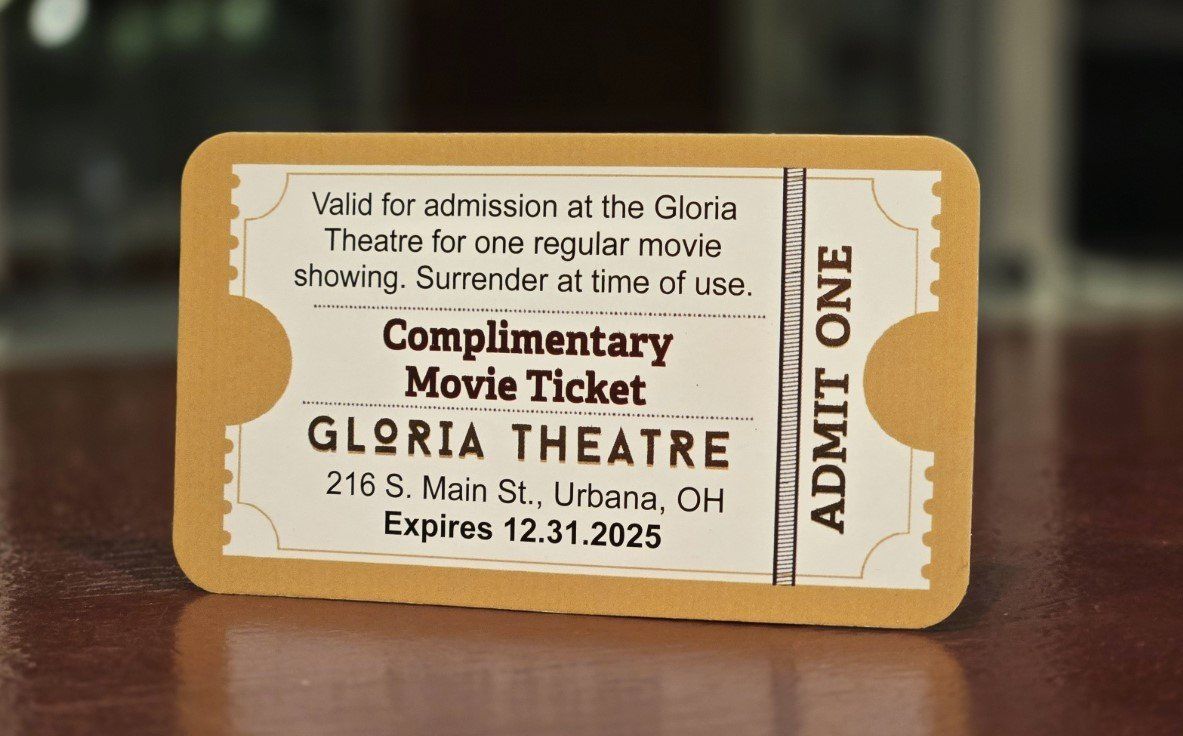 Valid for admission at the Gloria
Theatre for one regular movie
showing. Surrender at time of use.
Complimentary
Movie Ticket
GLORIA THEATRE
216 S. Main St., Urbana, OH
Expires 12.31.2025
ADMIT ONE